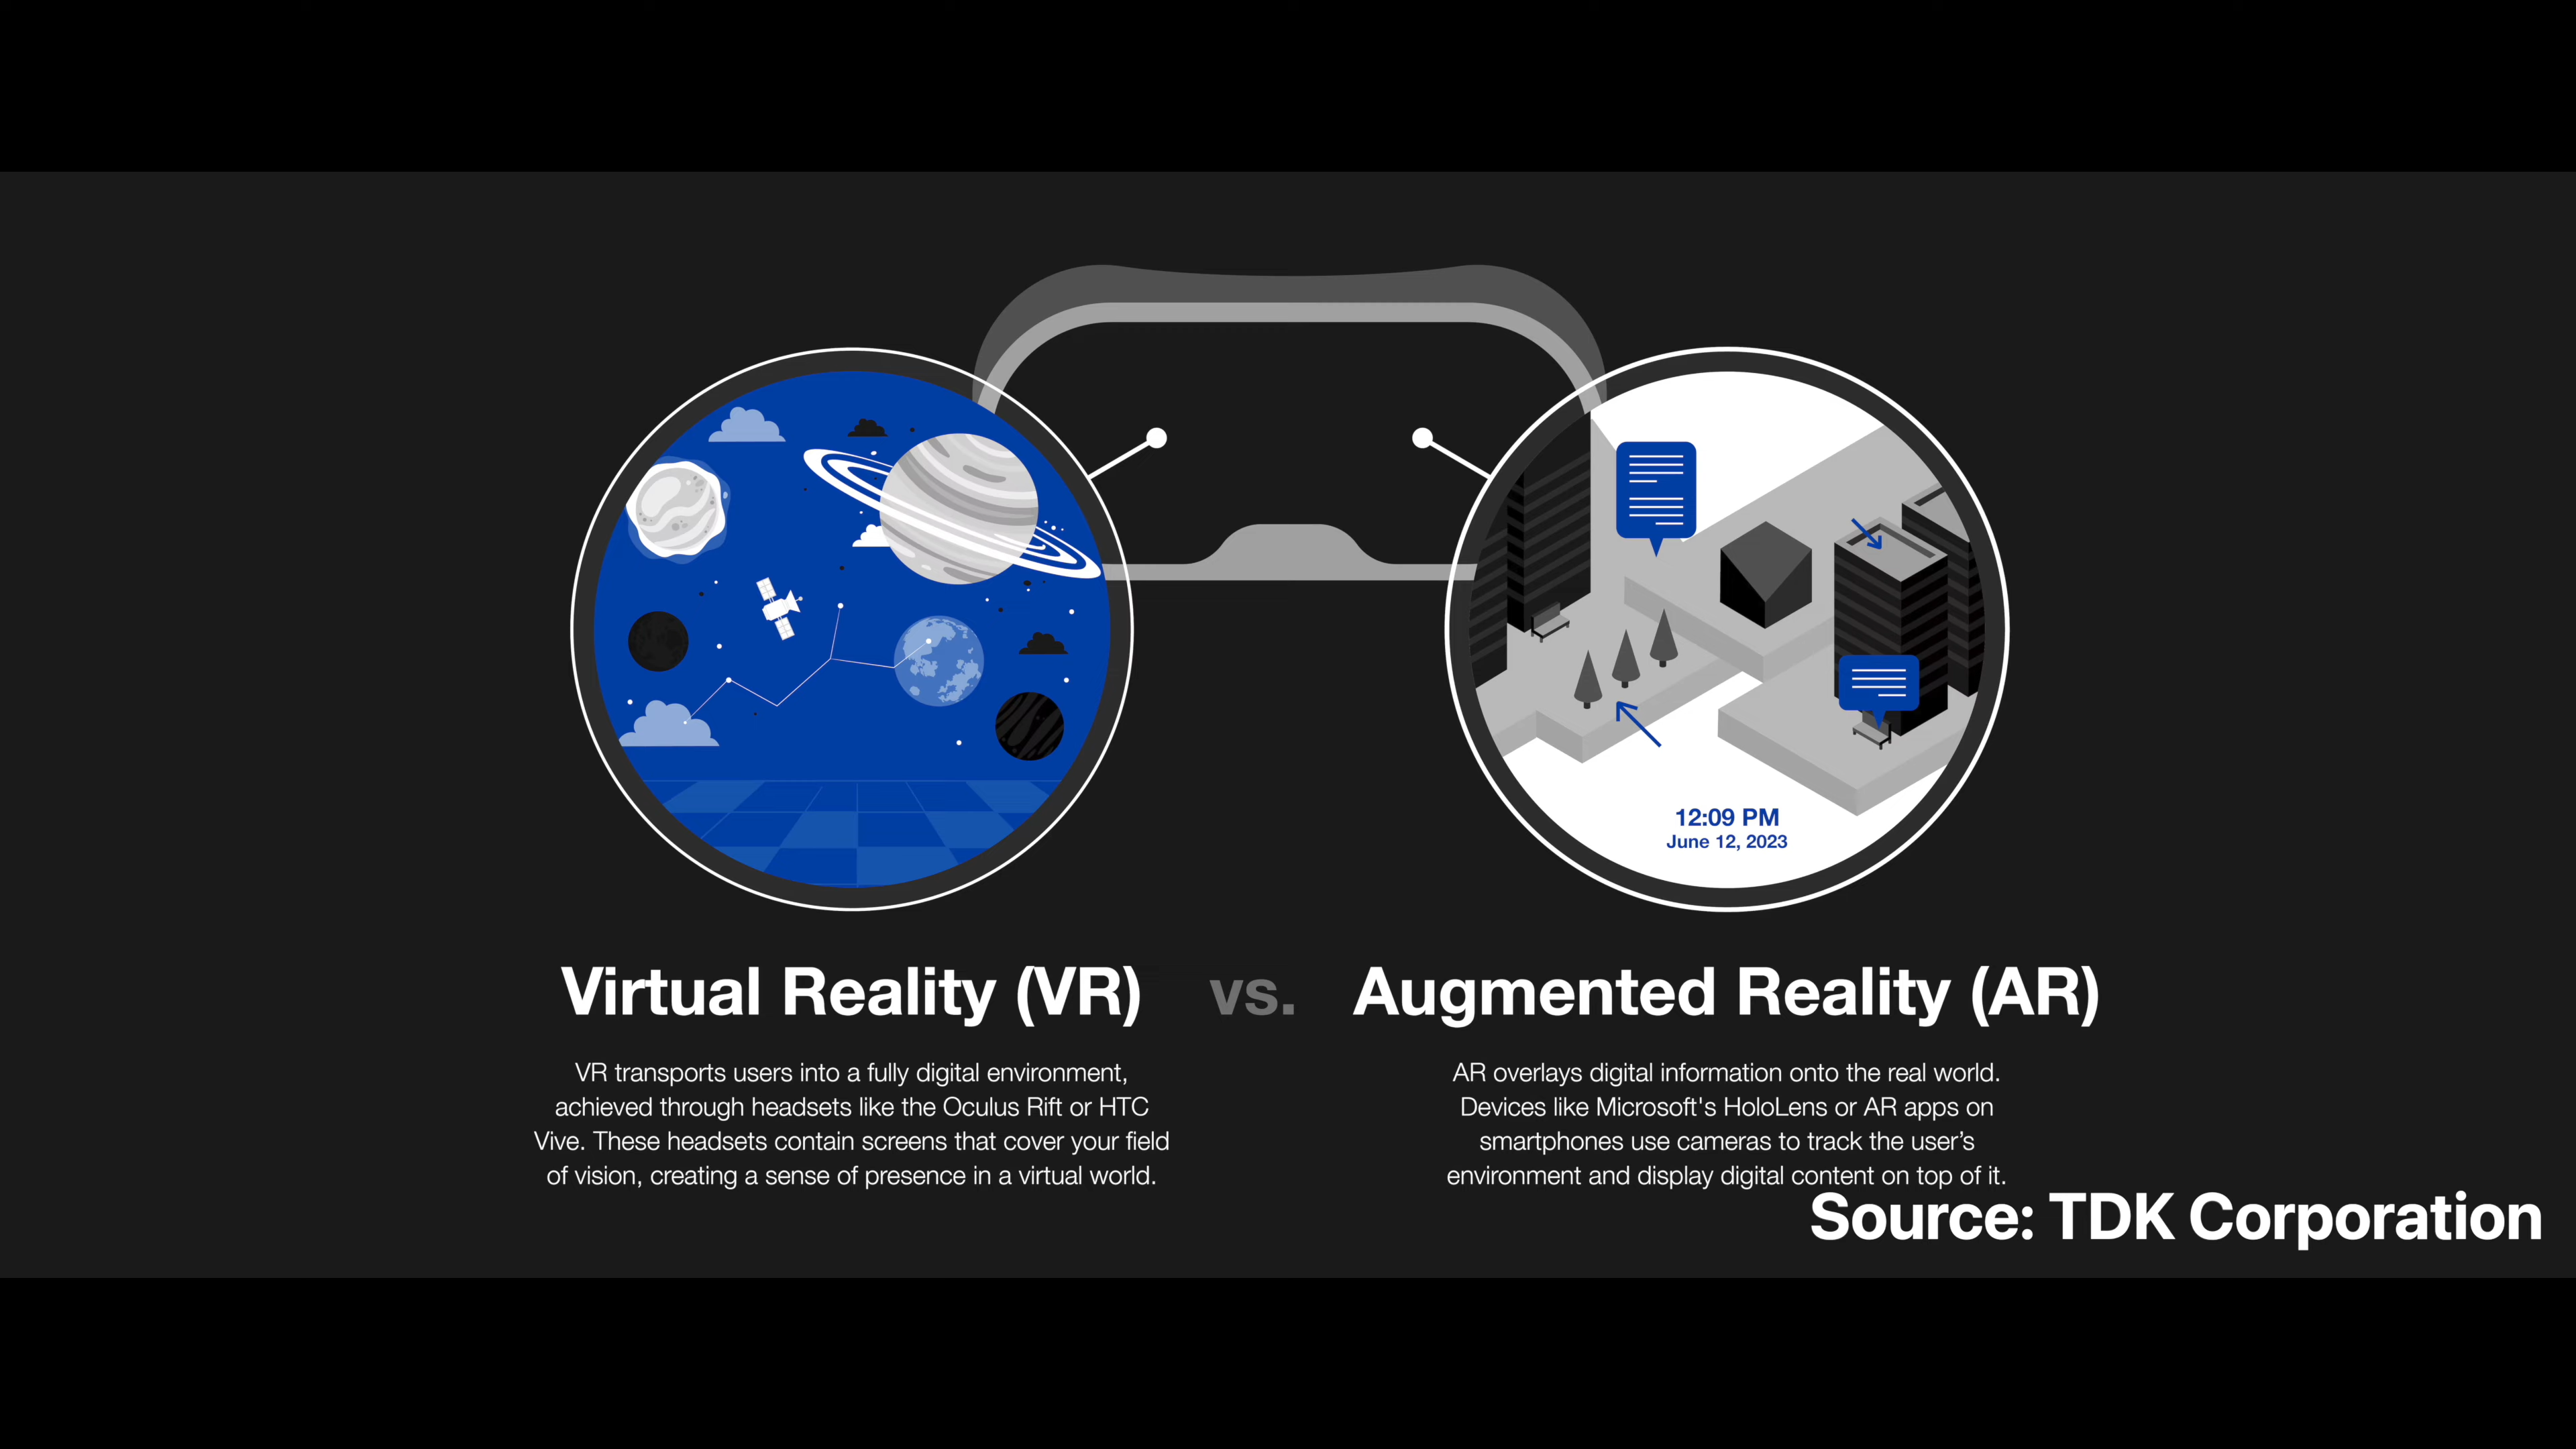 12:09 PM
June 12, 2023
Virtual Reality (VR) vs. Augmented Reality (AR)
VR transports users into a fully digital environment,
achieved through headsets like the Oculus Rift or HTC
Vive. These headsets contain screens that cover your field
of vision, creating a sense of presence in a virtual world.
AR overlays digital information onto the real world.
Devices like Microsoft's HoloLens or AR apps on
smartphones use cameras to track the user’s
environment and display digital content on top of it.
Source: TDK Corporation